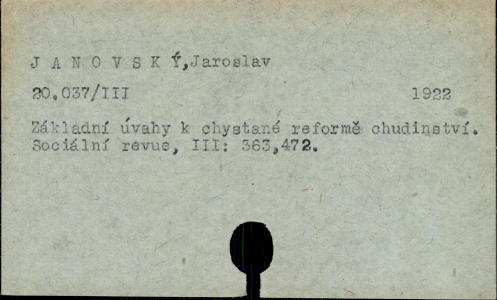 J A N O V S K Ý,Jaroslav
20.037/III 1922
Základní úvahy k chystané reformě chudinství.
Sociální revue, III: 363,472.